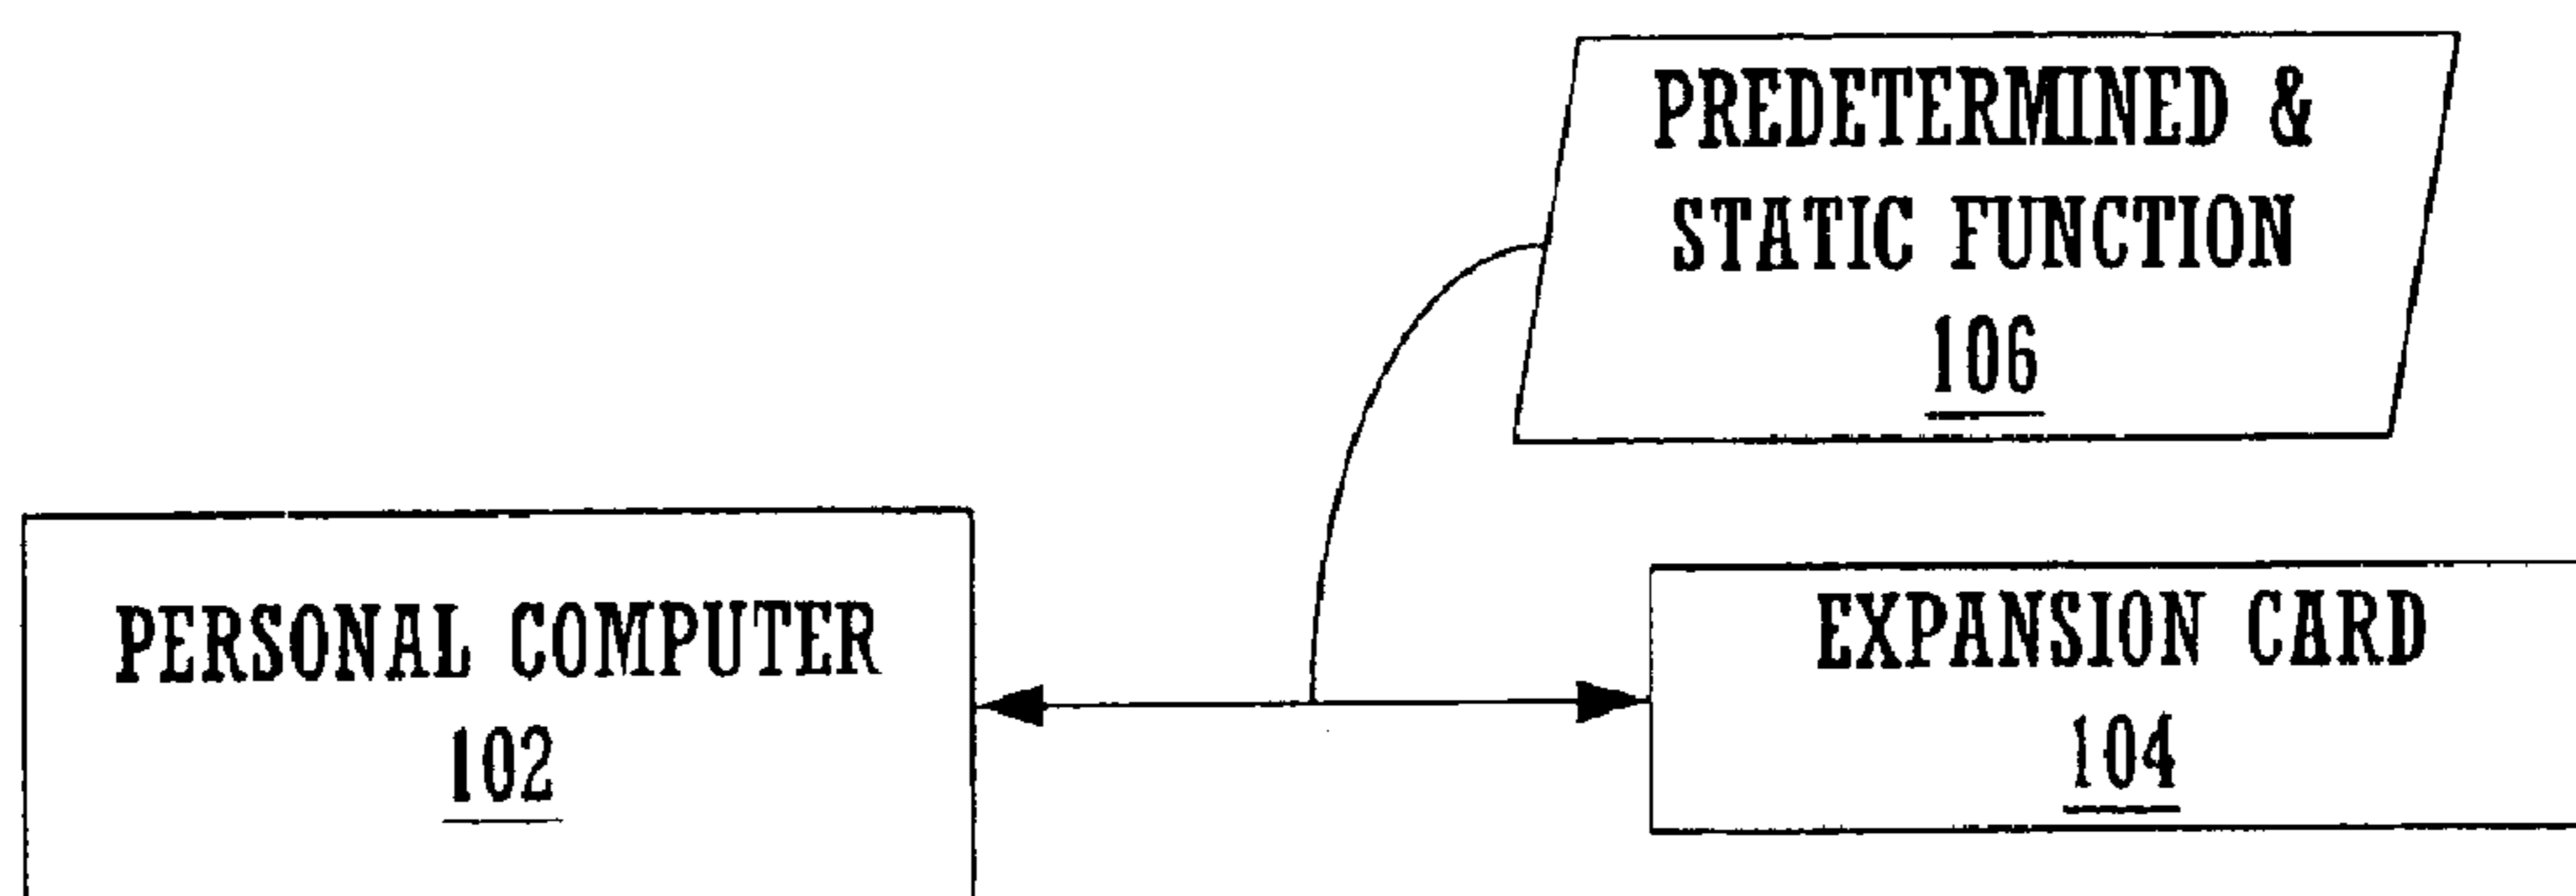 PREDETERMINED &
STATIC FUNCTION
106
PERSONAL COMPUTER
102
EXPANSION CARD
104